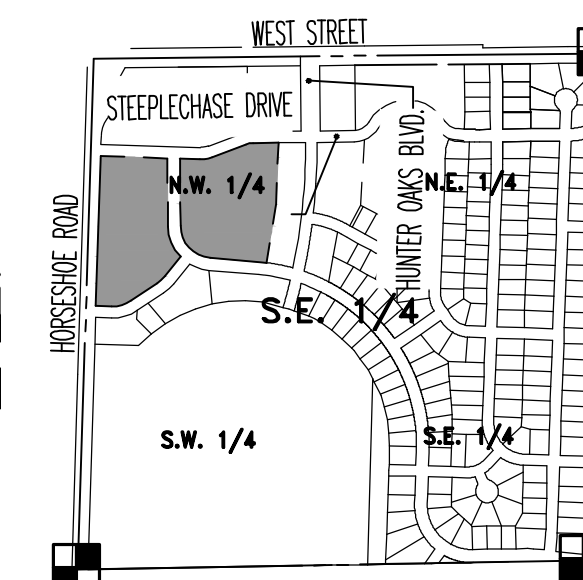 WEST STREET
STEEPLECHASE DRIVE
HUNTER OAKS BLVD.
N.W. 1/4
N.E. 1/4
HORSESHOE ROAD
S.E. 1/4
S.W. 1/4
S.E. 1/4